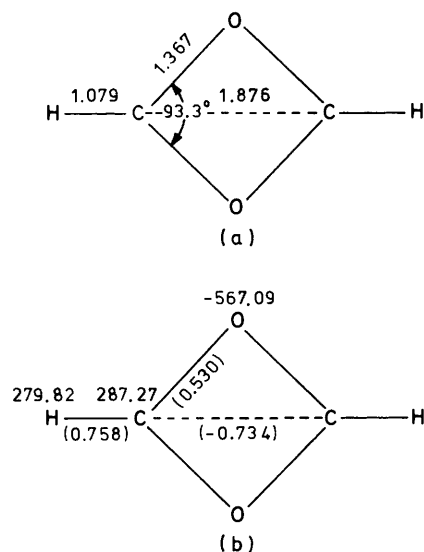 O
1.367
1.079 1.876
H C 93.3° C H
O
(a)
-567.09
O
(0.530)
279.82 287.27
H C C H
(0.758) (-0.734)
O
(b)